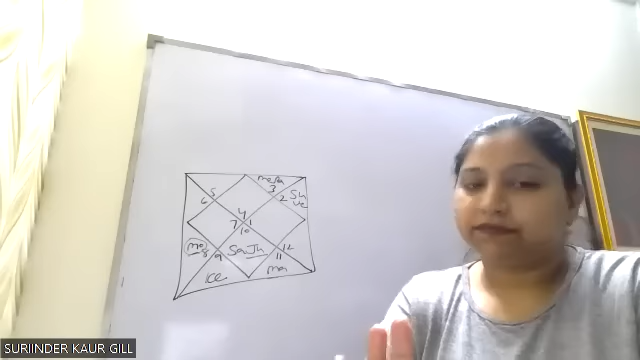 me Ra
5 3
6 2 Su
Ve
4
7 1
10
mo 8 Sa Ju 12
9 11
Ke ma
SURIINDER KAUR GILL